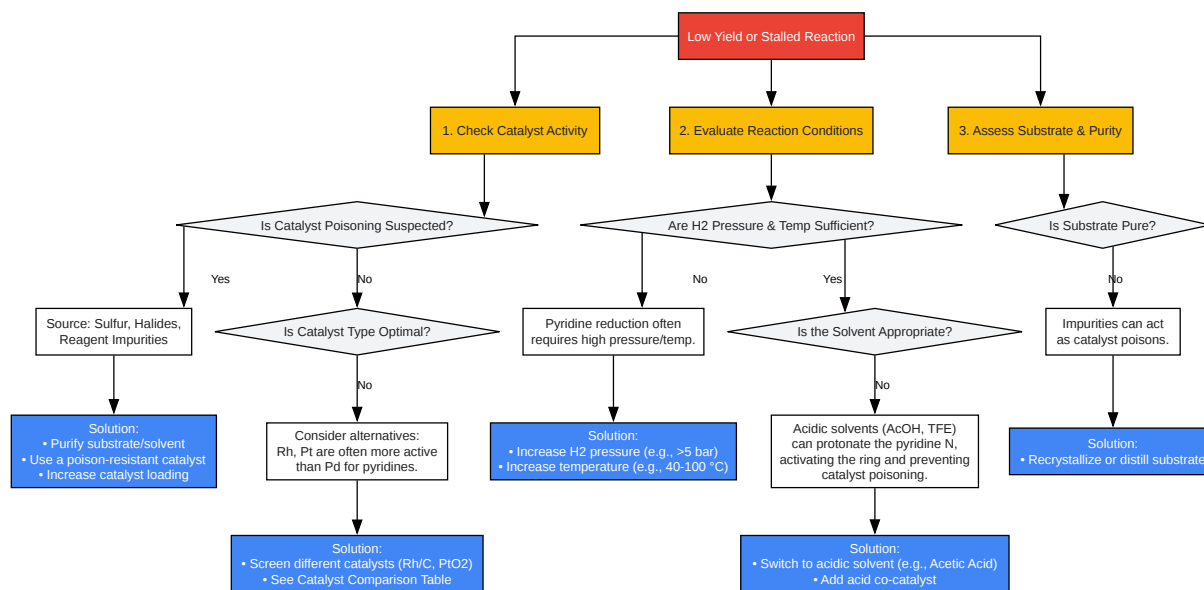 Low Yield or Stalled Reaction
1. Check Catalyst Activity
2. Evaluate Reaction Conditions
3. Assess Substrate & Purity
Is Catalyst Poisoning Suspected?
Are H2 Pressure & Temp Sufficient?
Is Substrate Pure?
Yes
No
No
Yes
No
Source: Sulfur, Halides,
Reagent Impurities
Is Catalyst Type Optimal?
Pyridine reduction often
requires high pressure/temp.
Is the Solvent Appropriate?
Impurities can act
as catalyst poisons.
No
No
Solution:
• Purify substrate/solvent
• Use a poison-resistant catalyst
• Increase catalyst loading
Consider alternatives:
Rh, Pt are often more active
than Pd for pyridines.
Solution:
• Increase H2 pressure (e.g., >5 bar)
• Increase temperature (e.g., 40-100 °C)
Acidic solvents (AcOH, TFE)
can protonate the pyridine N,
activating the ring and preventing
catalyst poisoning.
Solution:
• Recrystallize or distill substrate
Solution:
• Screen different catalysts (Rh/C, PtO2)
• See Catalyst Comparison Table
Solution:
• Switch to acidic solvent (e.g., Acetic Acid)
• Add acid co-catalyst